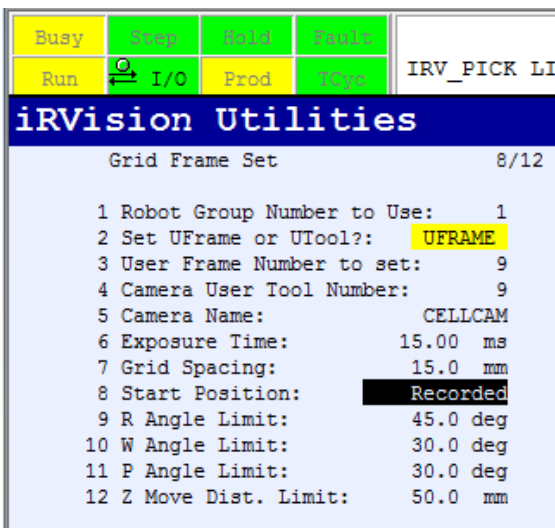 Busy Step Hold Fault
Run I/O Prod TCyc IRV_PICK LI
iRVision Utilities
Grid Frame Set 8/12
1 Robot Group Number to Use: 1
2 Set UFrame or UTool?: UFRAME
3 User Frame Number to set: 9
4 Camera User Tool Number: 9
5 Camera Name: CELLCAM
6 Exposure Time: 15.00 ms
7 Grid Spacing: 15.0 mm
8 Start Position: Recorded
9 R Angle Limit: 45.0 deg
10 W Angle Limit: 30.0 deg
11 P Angle Limit: 30.0 deg
12 Z Move Dist. Limit: 50.0 mm